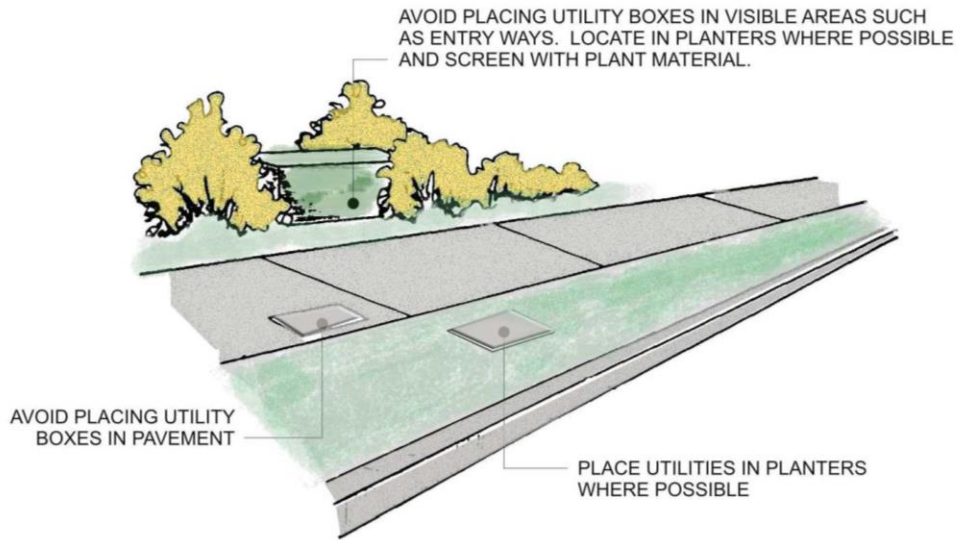 AVOID PLACING UTILITY BOXES IN VISIBLE AREAS SUCH
AS ENTRY WAYS. LOCATE IN PLANTERS WHERE POSSIBLE
AND SCREEN WITH PLANT MATERIAL.
AVOID PLACING UTILITY
BOXES IN PAVEMENT
PLACE UTILITIES IN PLANTERS
WHERE POSSIBLE